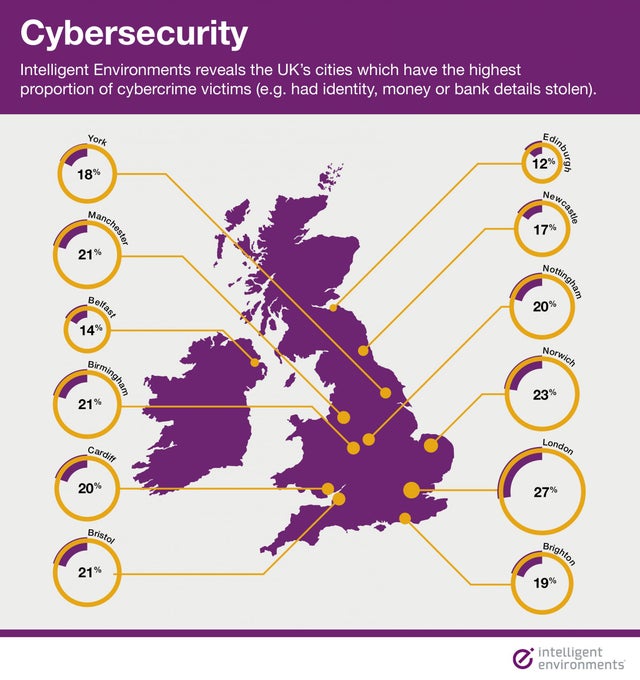 Cybersecurity
Intelligent Environments reveals the UK's cities which have the highest
proportion of cybercrime victims (e.g. had identity, money or bank details stolen).
York
18%
Manchester
21%
Belfast
14%
Birmingham
21%
Cardiff
20%
Bristol
21%
Edinburgh
12%
Newcastle
17%
Nottingham
20%
Norwich
23%
London
27%
Brighton
19%
intelligent
environments